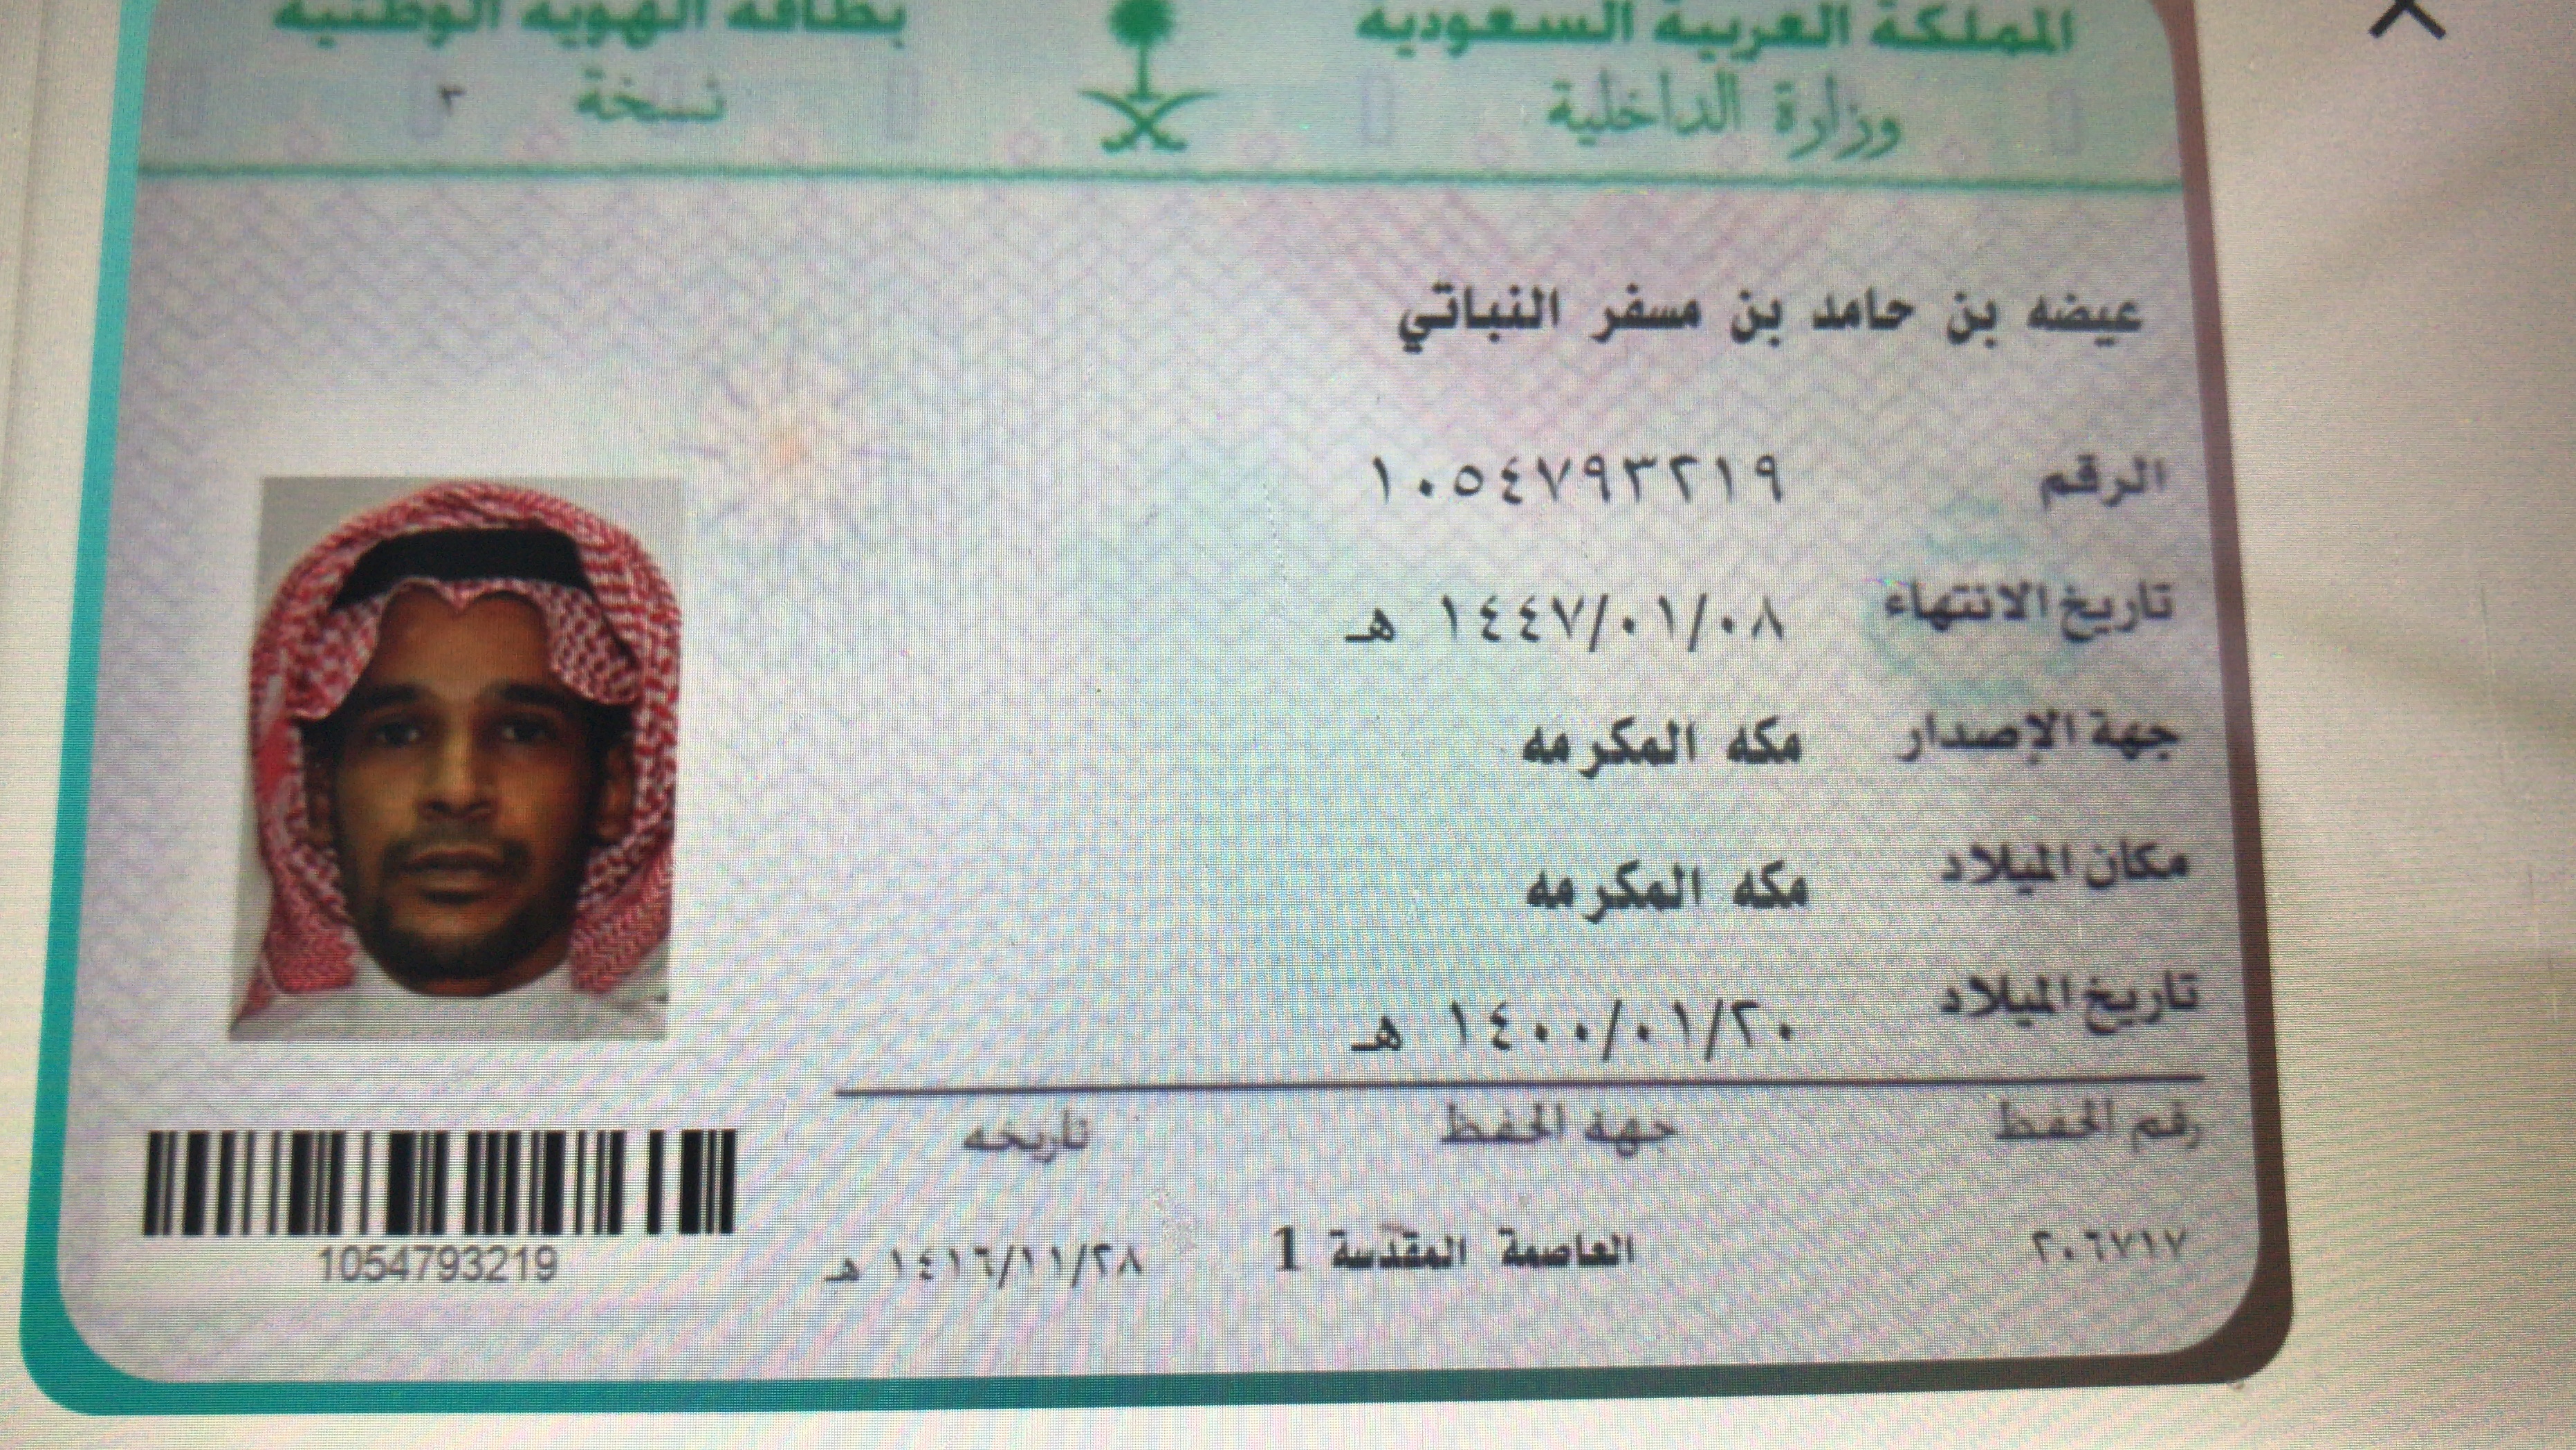 المملكة العربية السعودية
وزارة الداخلية
بطاقة الهوية الوطنية
نسخة ٣
عيضه بن حامد بن مسفر النباتي
الرقم ١٠٥٤٧٩٣٢١٩
تاريخ الانتهاء ١٤٤٧/٠١/٠٨ هـ
جهة الإصدار مكه المكرمه
مكان الميلاد مكه المكرمه
تاريخ الميلاد ١٤٠٠/٠١/٢٠ هـ
رقم الحفظ جهة الحفظ تاريخه
٢٠٦٧١٧ العاصمة المقدسة 1 ١٤١٦/١١/٢٨ هـ
1054793219